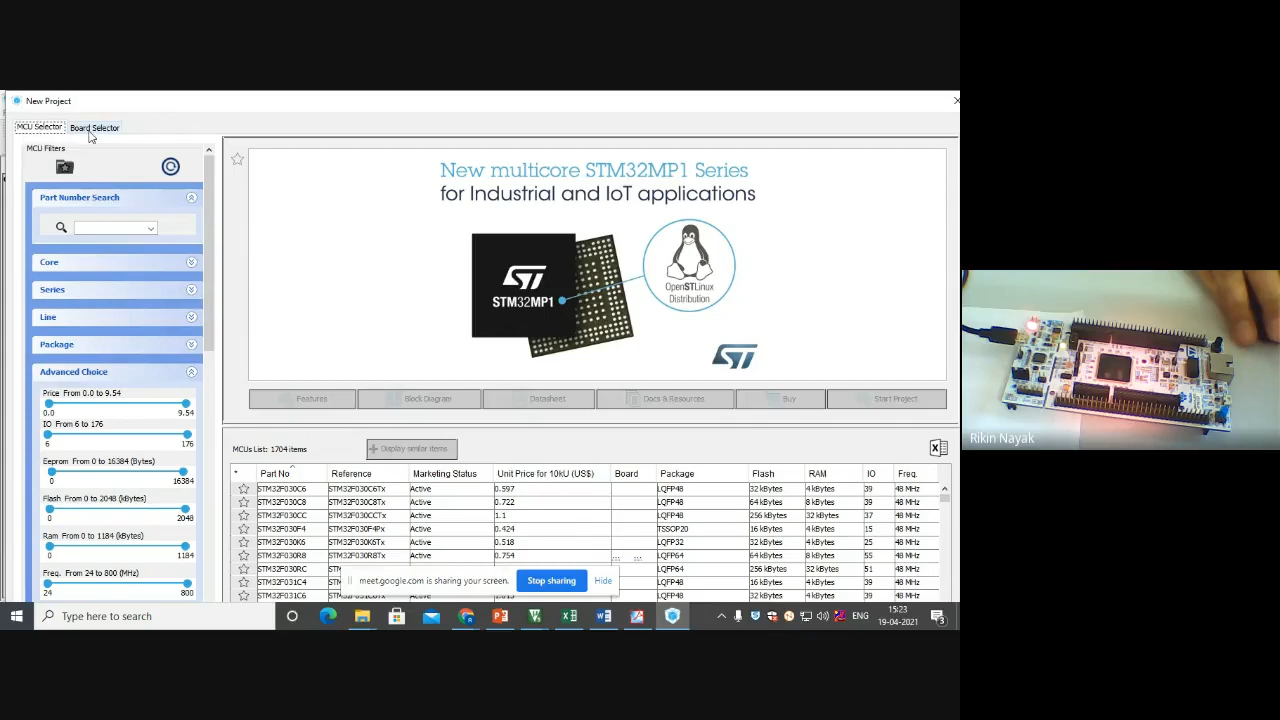 New Project
MCU Selector Board Selector
MCU Filters
Part Number Search
Core
Series
Line
Package
Advanced Choice
Price From 0.0 to 9.54
0.0 9.54
IO From 6 to 176
6 176
Eeprom From 0 to 16384 (Bytes)
0 16384
Flash From 0 to 2048 (kBytes)
0 2048
Ram From 0 to 1184 (kBytes)
0 1184
Freq. From 24 to 800 (MHz)
24 800
New multicore STM32MP1 Series
for Industrial and IoT applications
ST
STM32MP1
OpenSTLinux
Distribution
ST
Features Block Diagram Datasheet Docs & Resources Buy Start Project
MCUs List: 1704 items + Display similar items
* Part No Reference Marketing Status Unit Price for 10kU (US$) Board Package Flash RAM IO Freq.
STM32F030C6 STM32F030C6Tx Active 0.597 LQFP48 32 kBytes 4 kBytes 39 48 MHz
STM32F030C8 STM32F030C8Tx Active 0.722 LQFP48 64 kBytes 8 kBytes 39 48 MHz
STM32F030CC STM32F030CCTx Active 1.1 LQFP48 256 kBytes 32 kBytes 37 48 MHz
STM32F030F4 STM32F030F4Px Active 0.424 TSSOP20 16 kBytes 4 kBytes 15 48 MHz
STM32F030K6 STM32F030K6Tx Active 0.518 LQFP32 32 kBytes 4 kBytes 25 48 MHz
STM32F030R8 STM32F030R8Tx Active 0.754 LQFP64 64 kBytes 8 kBytes 55 48 MHz
STM32F030RC STM32F030RCTx Active LQFP64 256 kBytes 32 kBytes 51 48 MHz
STM32F031C4 LQFP48 16 kBytes 4 kBytes 39 48 MHz
STM32F031C6 LQFP48 32 kBytes 4 kBytes 39 48 MHz
meet.google.com is sharing your screen. Stop sharing Hide
Type here to search
ENG
15:23
19-04-2021
3
Rikin Nayak